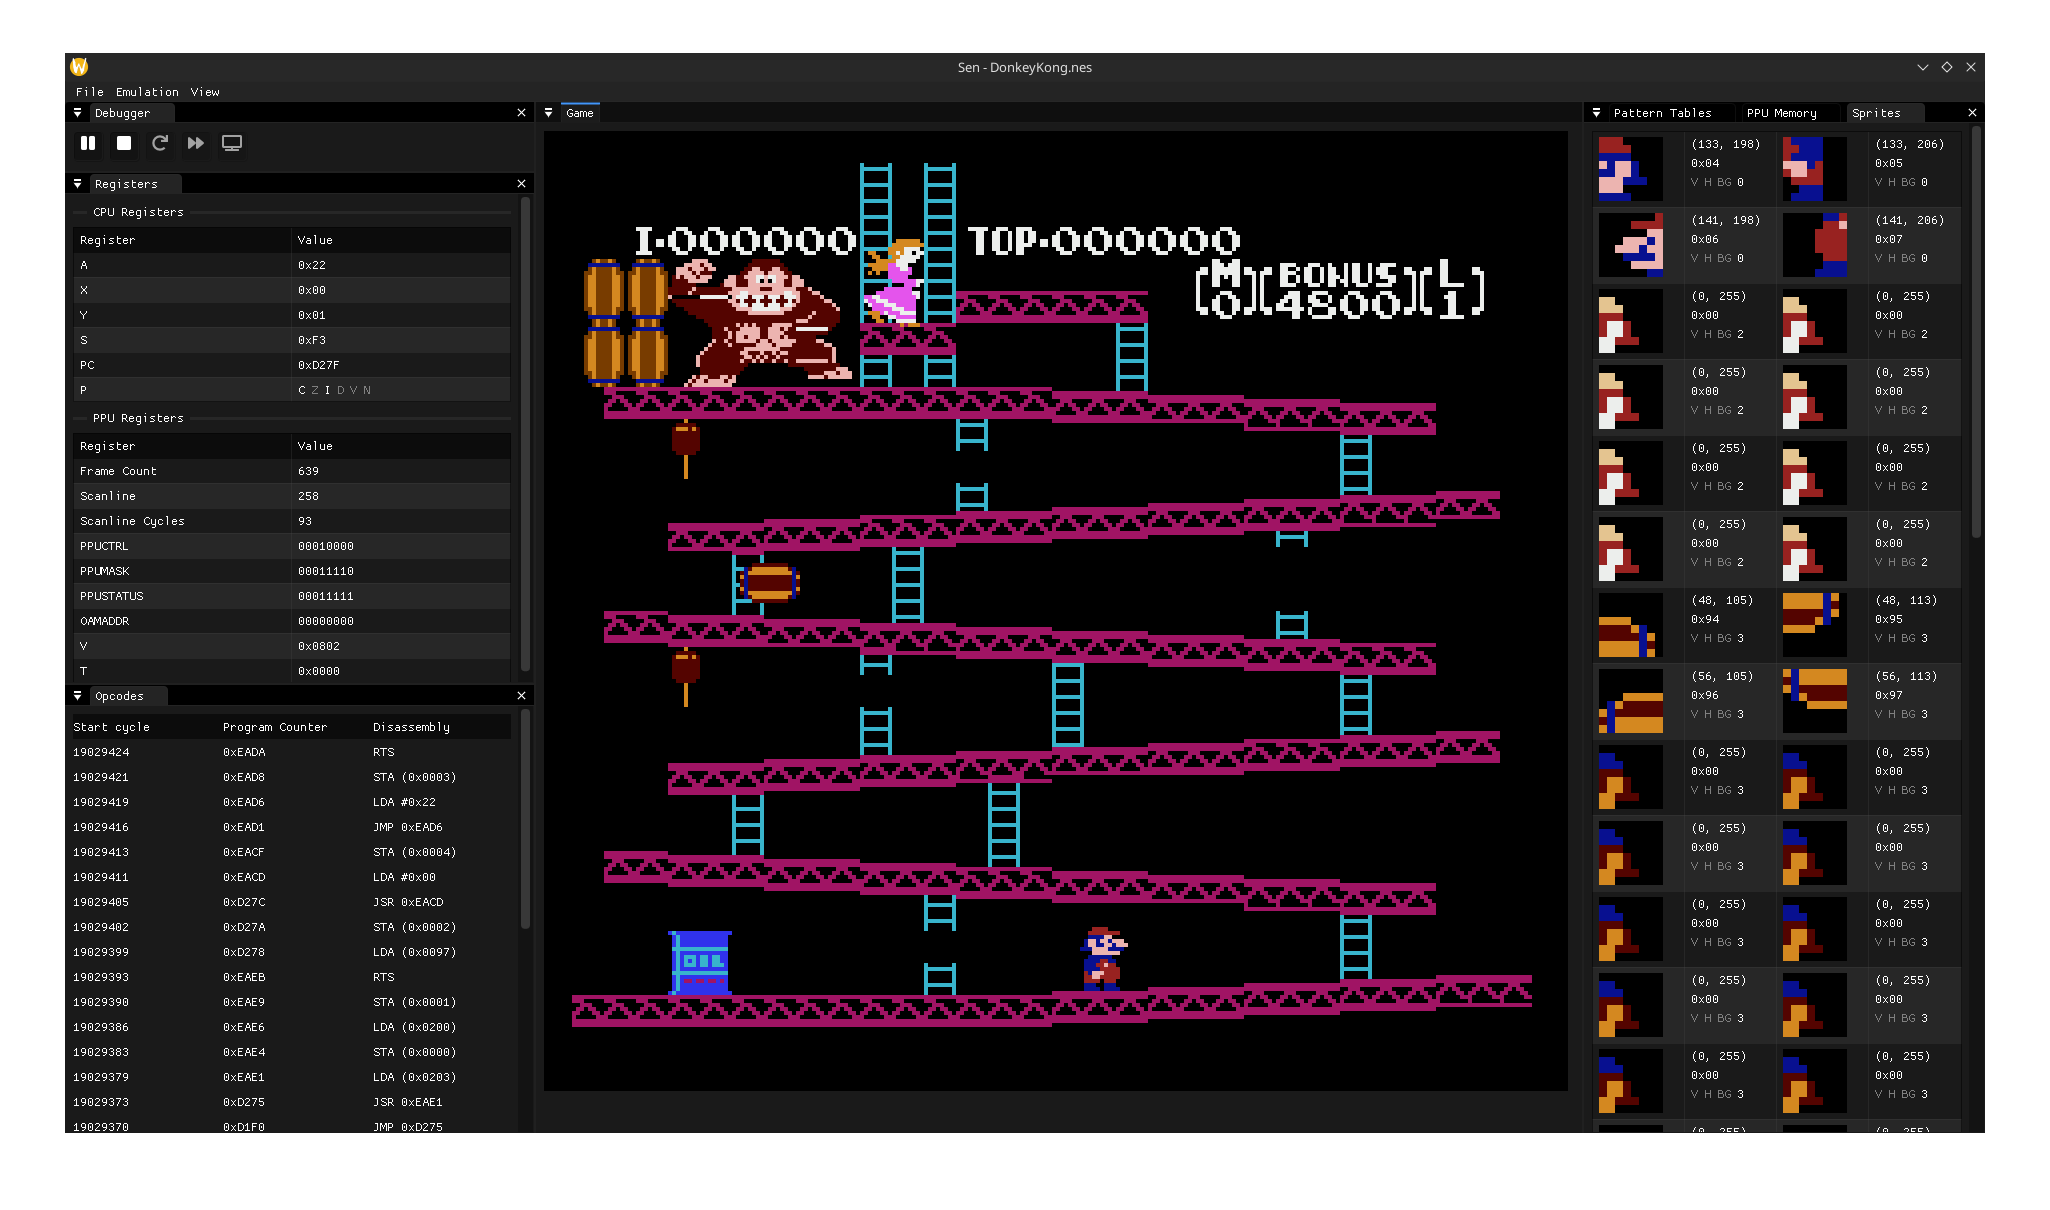 Sen - DonkeyKong.nes
File Emulation View
Debugger
Registers
CPU Registers
Register Value
A 0x22
X 0x00
Y 0x01
S 0xF3
PC 0xD27F
P C Z I D V N
PPU Registers
Register Value
Frame Count 639
Scanline 258
Scanline Cycles 93
PPUCTRL 00010000
PPUMASK 00011110
PPUSTATUS 00011111
OAMADDR 00000000
V 0x0802
T 0x0000
Opcodes
Start cycle Program Counter Disassembly
19029424 0xEADA RTS
19029421 0xEAD8 STA (0x0003)
19029419 0xEAD6 LDA #0x22
19029416 0xEAD1 JMP 0xEAD6
19029413 0xEACF STA (0x0004)
19029411 0xEACD LDA #0x00
19029405 0xD27C JSR 0xEACD
19029402 0xD27A STA (0x0002)
19029399 0xD278 LDA (0x0097)
19029393 0xEAEB RTS
19029390 0xEAE9 STA (0x0001)
19029386 0xEAE6 LDA (0x0200)
19029383 0xEAE4 STA (0x0000)
19029379 0xEAE1 LDA (0x0203)
19029373 0xD275 JSR 0xEAE1
19029370 0xD1F0 JMP 0xD275
Game
I-000000 TOP-000000
M BONUS L
0 4800 1
OIL
Pattern Tables PPU Memory Sprites
(133, 198) (133, 206)
0x04 0x05
V H BG 0 V H BG 0
(141, 198) (141, 206)
0x06 0x07
V H BG 0 V H BG 0
(0, 255) (0, 255)
0x00 0x00
V H BG 2 V H BG 2
(0, 255) (0, 255)
0x00 0x00
V H BG 2 V H BG 2
(0, 255) (0, 255)
0x00 0x00
V H BG 2 V H BG 2
(0, 255) (0, 255)
0x00 0x00
V H BG 2 V H BG 2
(48, 105) (48, 113)
0x94 0x95
V H BG 3 V H BG 3
(56, 105) (56, 113)
0x96 0x97
V H BG 3 V H BG 3
(0, 255) (0, 255)
0x00 0x00
V H BG 3 V H BG 3
(0, 255) (0, 255)
0x00 0x00
V H BG 3 V H BG 3
(0, 255) (0, 255)
0x00 0x00
V H BG 3 V H BG 3
(0, 255) (0, 255)
0x00 0x00
V H BG 3 V H BG 3
(0, 255) (0, 255)
0x00 0x00
V H BG 3 V H BG 3